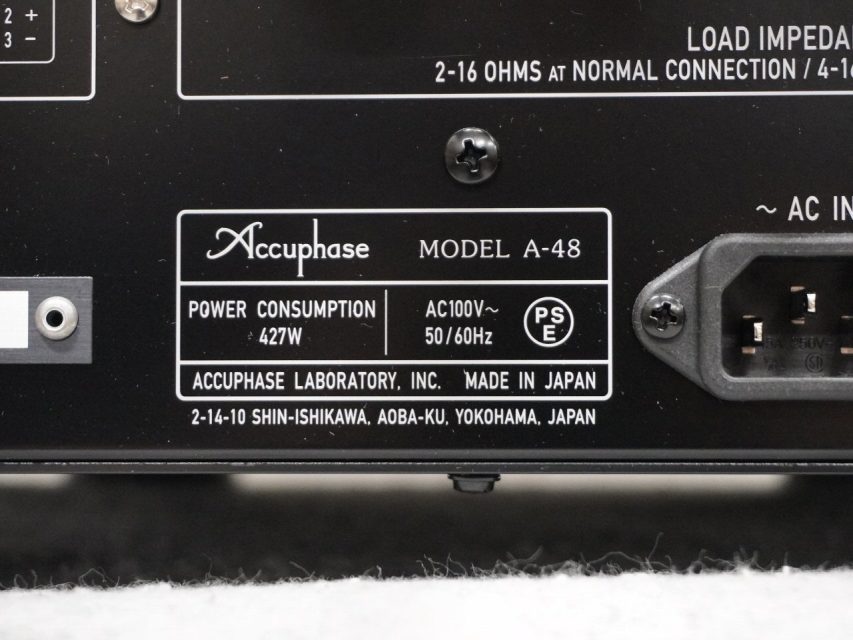 2 +
3 −
LOAD IMPEDA
2-16 OHMS AT NORMAL CONNECTION / 4-16
~ AC IN
Accuphase MODEL A-48
POWER CONSUMPTION
427W
AC100V~
50/60Hz
PS
E
ACCUPHASE LABORATORY, INC. MADE IN JAPAN
2-14-10 SHIN-ISHIKAWA, AOBA-KU, YOKOHAMA, JAPAN